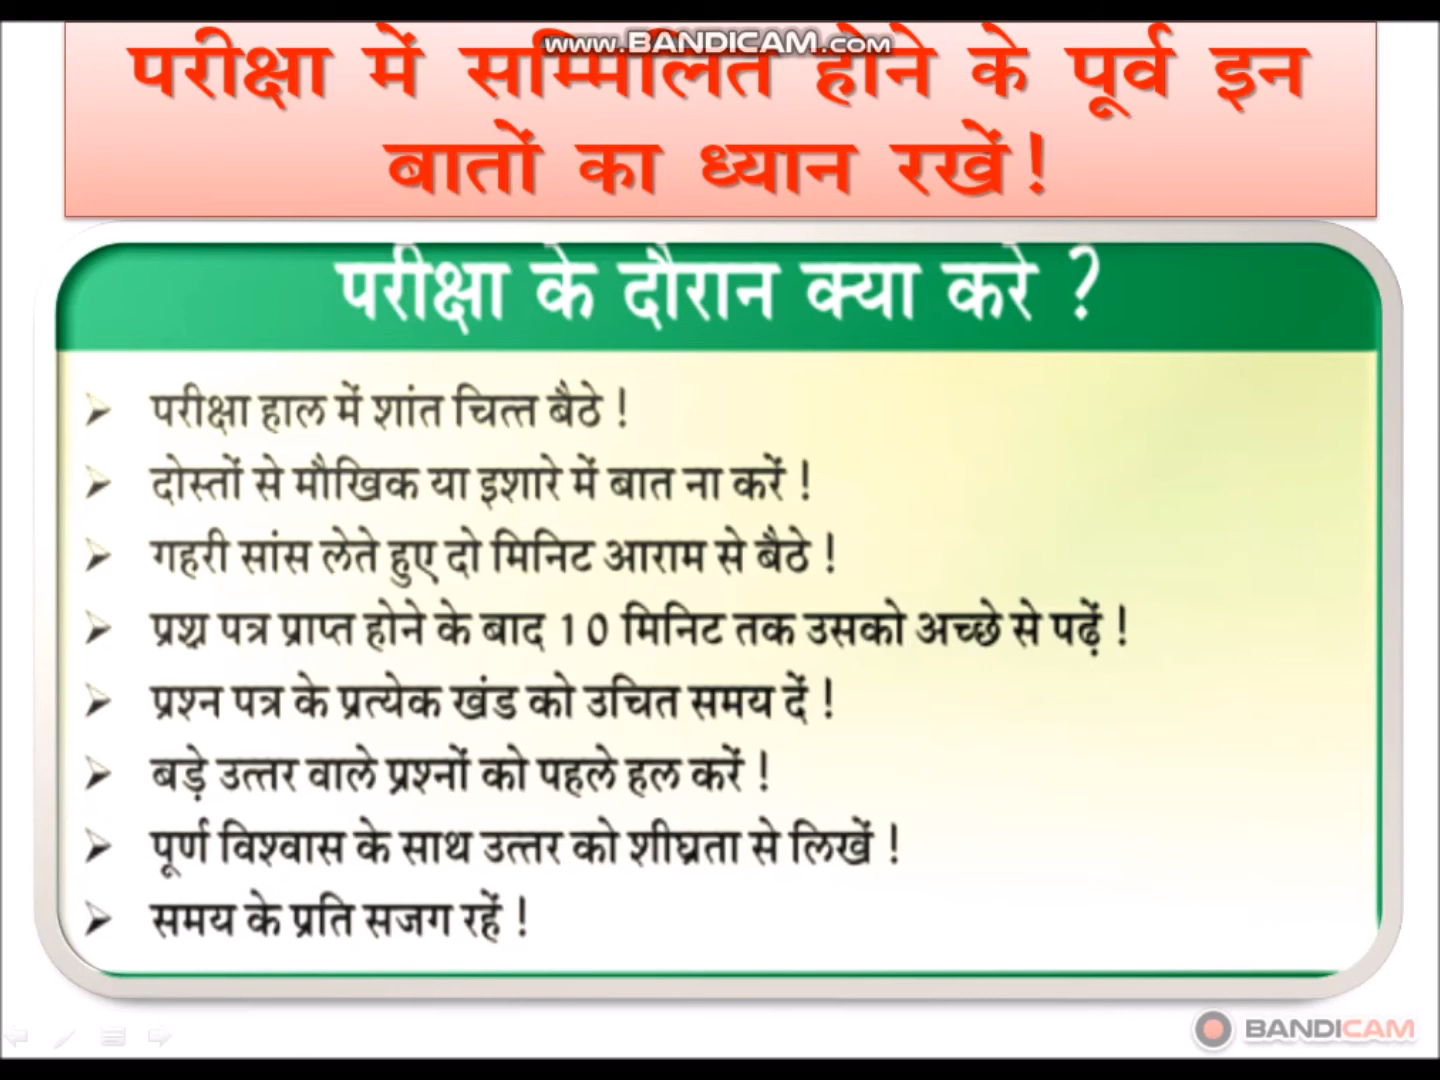 www.BANDICAM.com
परीक्षा में सम्मिलित होने के पूर्व इन
बातों का ध्यान रखें!
परीक्षा के दौरान क्या करे ?
➢ परीक्षा हाल में शांत चित्त बैठे !
➢ दोस्तों से मौखिक या इशारे में बात ना करें !
➢ गहरी सांस लेते हुए दो मिनिट आराम से बैठे !
➢ प्रश्न पत्र प्राप्त होने के बाद 10 मिनिट तक उसको अच्छे से पढ़ें !
➢ प्रश्न पत्र के प्रत्येक खंड को उचित समय दें !
➢ बड़े उत्तर वाले प्रश्नों को पहले हल करें !
➢ पूर्ण विश्वास के साथ उत्तर को शीघ्रता से लिखें !
➢ समय के प्रति सजग रहें !
BANDICAM